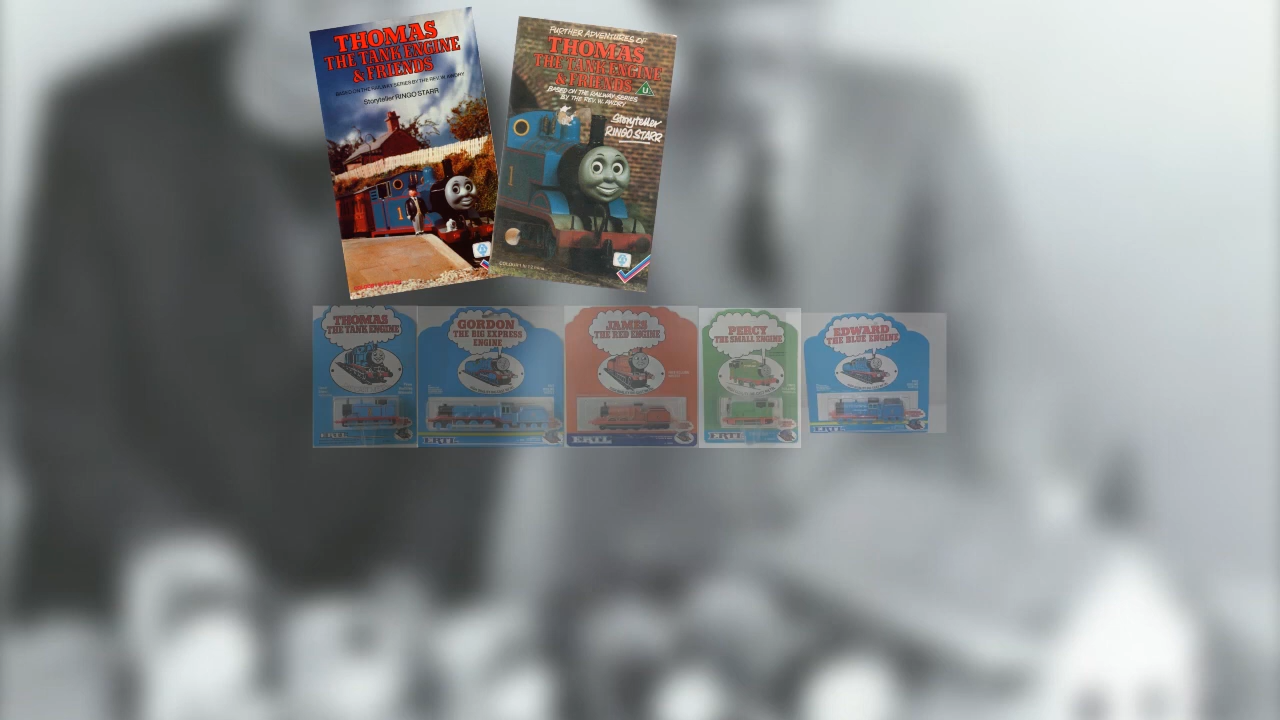 THOMAS
THE TANK ENGINE
& FRIENDS
BASED ON THE RAILWAY SERIES BY THE REV. W. AWDRY
Storyteller RINGO STARR
1
FURTHER ADVENTURES OF
THOMAS
THE TANK ENGINE
& FRIENDS
U
BASED ON THE RAILWAY SERIES
BY THE REV. W. AWDRY
Storyteller
RINGO STARR
1
THOMAS
THE TANK ENGINE
ERTL
GORDON
THE BIG EXPRESS
ENGINE
ERTL
JAMES
THE RED ENGINE
ERTL
PERCY
THE SMALL ENGINE
ERTL
EDWARD
THE BLUE ENGINE
ERTL